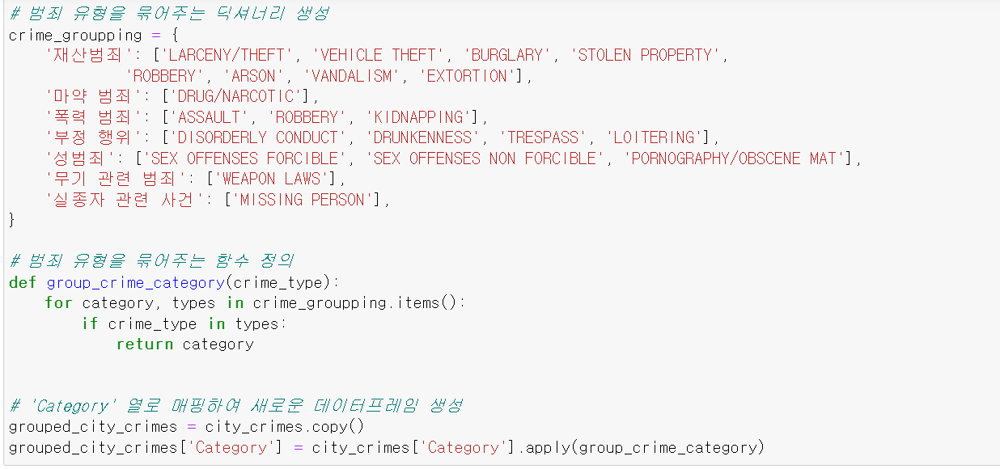 # 범죄 유형을 묶어주는 딕셔너리 생성
crime_groupping = {
    '재산범죄': ['LARCENY/THEFT', 'VEHICLE THEFT', 'BURGLARY', 'STOLEN PROPERTY',
             'ROBBERY', 'ARSON', 'VANDALISM', 'EXTORTION'],
    '마약 범죄': ['DRUG/NARCOTIC'],
    '폭력 범죄': ['ASSAULT', 'ROBBERY', 'KIDNAPPING'],
    '부정 행위': ['DISORDERLY CONDUCT', 'DRUNKENNESS', 'TRESPASS', 'LOITERING'],
    '성범죄': ['SEX OFFENSES FORCIBLE', 'SEX OFFENSES NON FORCIBLE', 'PORNOGRAPHY/OBSCENE MAT'],
    '무기 관련 범죄': ['WEAPON LAWS'],
    '실종자 관련 사건': ['MISSING PERSON'],
}
# 범죄 유형을 묶어주는 함수 정의
def group_crime_category(crime_type):
    for category, types in crime_groupping.items():
        if crime_type in types:
            return category
# 'Category' 열로 매핑하여 새로운 데이터프레임 생성
grouped_city_crimes = city_crimes.copy()
grouped_city_crimes['Category'] = city_crimes['Category'].apply(group_crime_category)